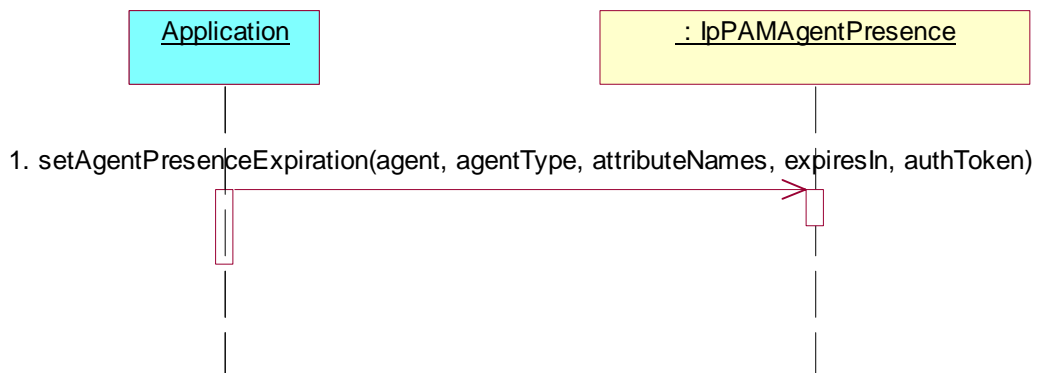 Application
: IpPAMAgentPresence
1. setAgentPresenceExpiration(agent, agentType, attributeNames, expiresIn, authToken)